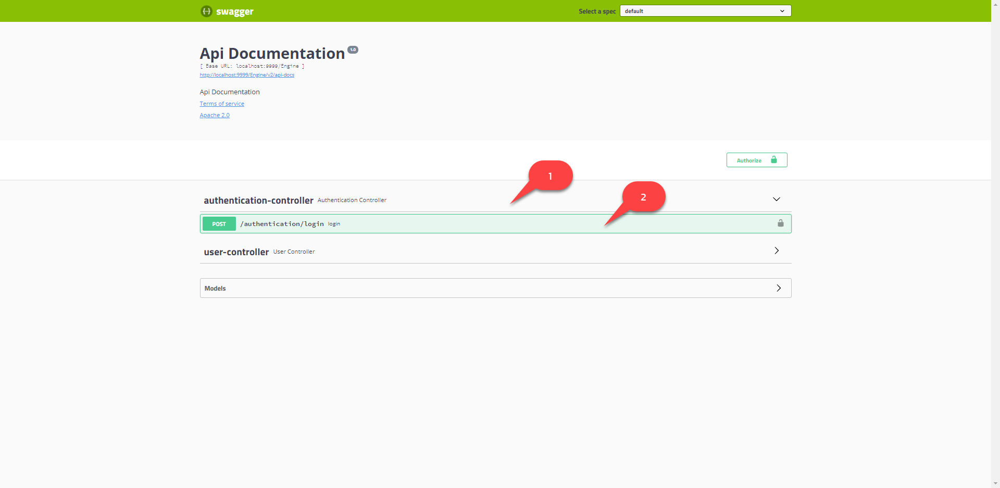 swagger
Select a spec default
Api Documentation 1.0
[ Base URL: localhost:9999/Engine ]
http://localhost:9999/Engine/v2/api-docs
Api Documentation
Terms of service
Apache 2.0
Authorize
1
2
authentication-controller Authentication Controller
POST /authentication/login login
user-controller User Controller
Models